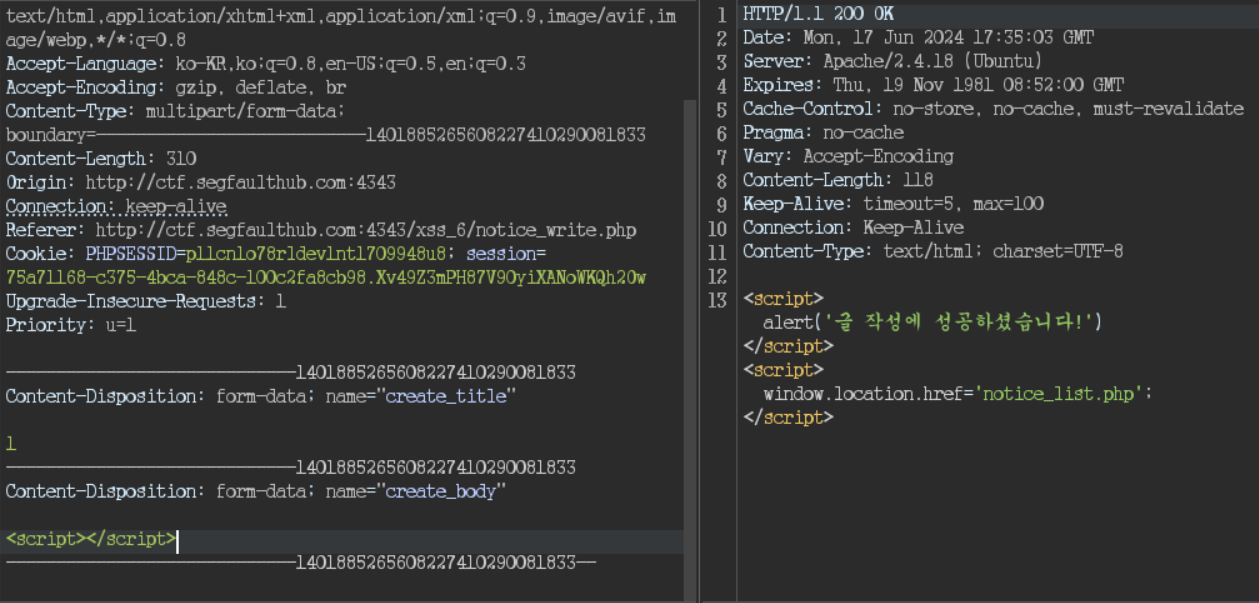 text/html,application/xhtml+xml,application/xml;q=0.9,image/avif,im
age/webp,*/*;q=0.8
Accept-Language: ko-KR,ko;q=0.8,en-US;q=0.5,en;q=0.3
Accept-Encoding: gzip, deflate, br
Content-Type: multipart/form-data;
boundary=---------------------------1401885265608227410290081833
Content-Length: 310
Origin: http://ctf.segfaulthub.com:4343
Connection: keep-alive
Referer: http://ctf.segfaulthub.com:4343/xss_6/notice_write.php
Cookie: PHPSESSID=pllcnlo78rldevlntl709948u8; session=
75a71168-c375-4bca-848c-100c2fa8cb98.Xv49Z3mPH87V9OyiXANoWKQh20w
Upgrade-Insecure-Requests: 1
Priority: u=1
-----------------------------1401885265608227410290081833
Content-Disposition: form-data; name="create_title"
1
-----------------------------1401885265608227410290081833
Content-Disposition: form-data; name="create_body"
<script></script>
-----------------------------1401885265608227410290081833--
1 HTTP/1.1 200 OK
2 Date: Mon, 17 Jun 2024 17:35:03 GMT
3 Server: Apache/2.4.18 (Ubuntu)
4 Expires: Thu, 19 Nov 1981 08:52:00 GMT
5 Cache-Control: no-store, no-cache, must-revalidate
6 Pragma: no-cache
7 Vary: Accept-Encoding
8 Content-Length: 118
9 Keep-Alive: timeout=5, max=100
10 Connection: Keep-Alive
11 Content-Type: text/html; charset=UTF-8
12
13 <script>
alert('글 작성에 성공하셨습니다!')
</script>
<script>
window.location.href='notice_list.php';
</script>